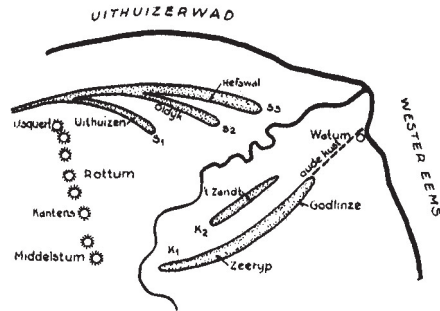 UITHUIZERWAD
Hefswal
S3
Usquert
Uithuizen
Oldijk
S2
S1
WESTER EEMS
Watum
oude kust
Rottum
't Zandt
Godlinze
Kantens
K2
K1
Middelstum
Zeeryp